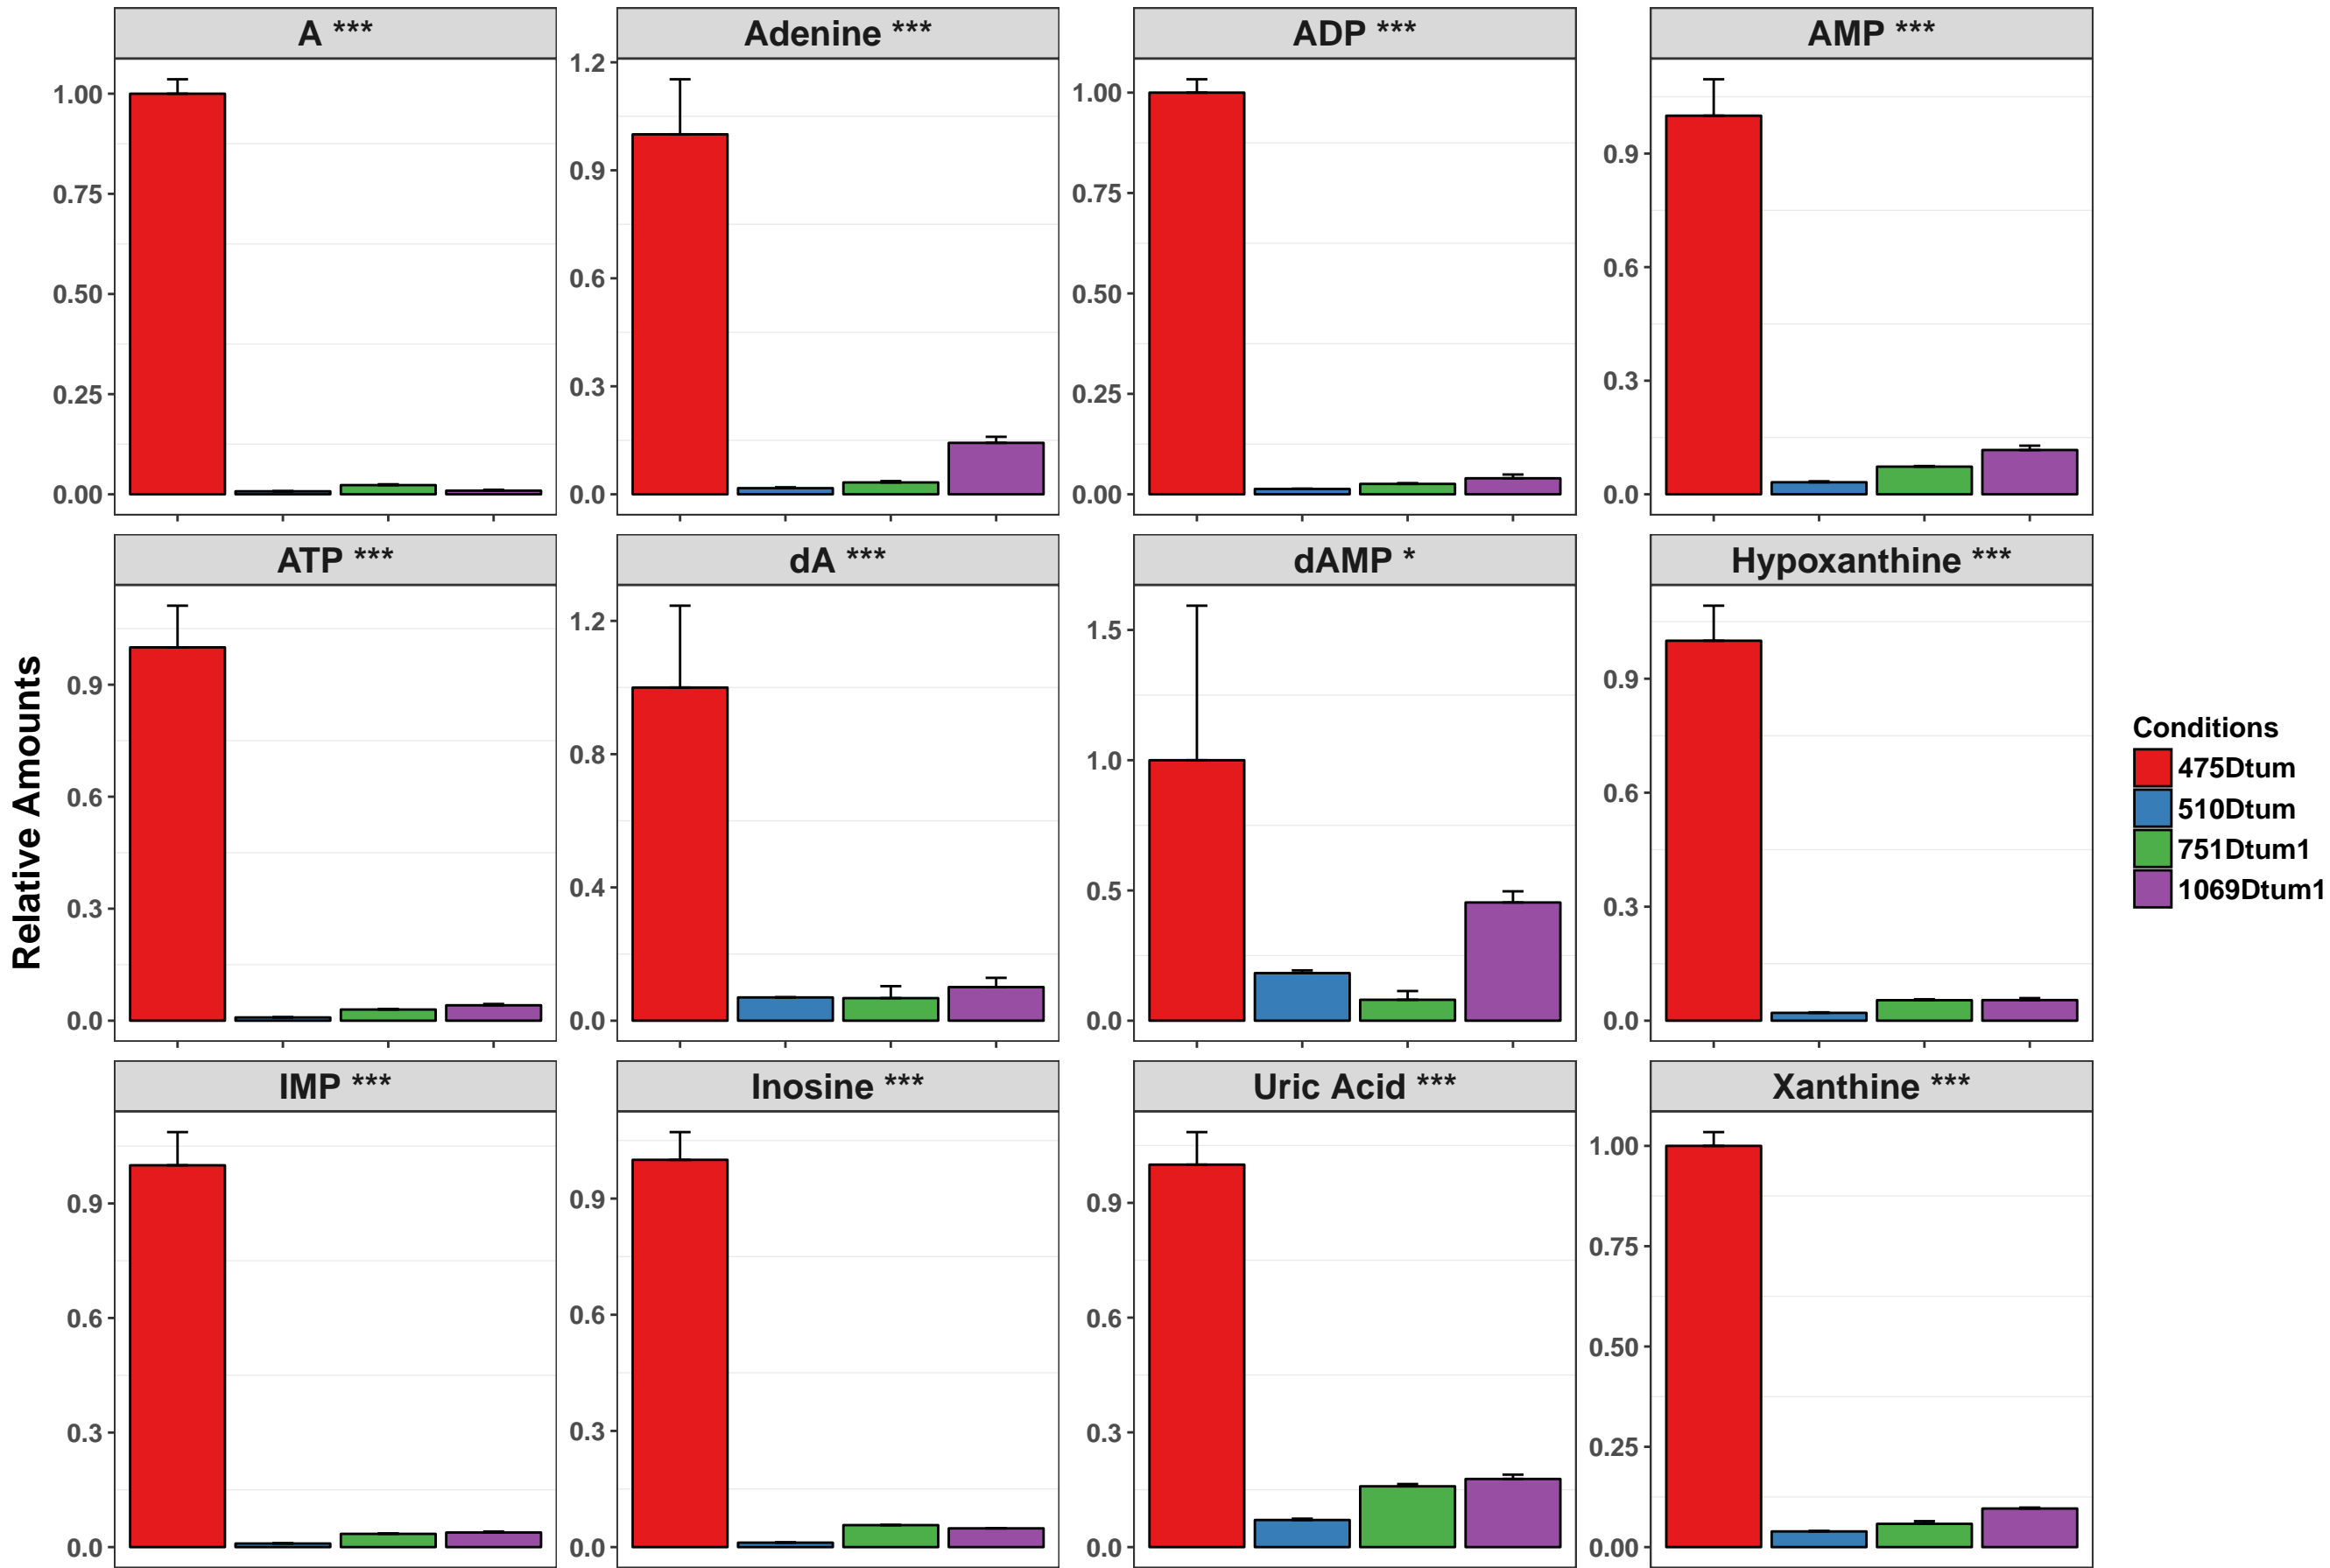 A ***
Adenine ***
ADP ***
AMP ***
1.00
0.75
0.50
0.25
0.00
1.2
0.9
0.6
0.3
0.0
1.00
0.75
0.50
0.25
0.00
0.9
0.6
0.3
0.0
ATP ***
dA ***
dAMP *
Hypoxanthine ***
0.9
0.6
0.3
0.0
1.2
0.8
0.4
0.0
1.5
1.0
0.5
0.0
0.9
0.6
0.3
0.0
IMP ***
Inosine ***
Uric Acid ***
Xanthine ***
0.9
0.6
0.3
0.0
0.9
0.6
0.3
0.0
0.9
0.6
0.3
0.0
1.00
0.75
0.50
0.25
0.00
Relative Amounts
Conditions
475Dtum
510Dtum
751Dtum1
1069Dtum1